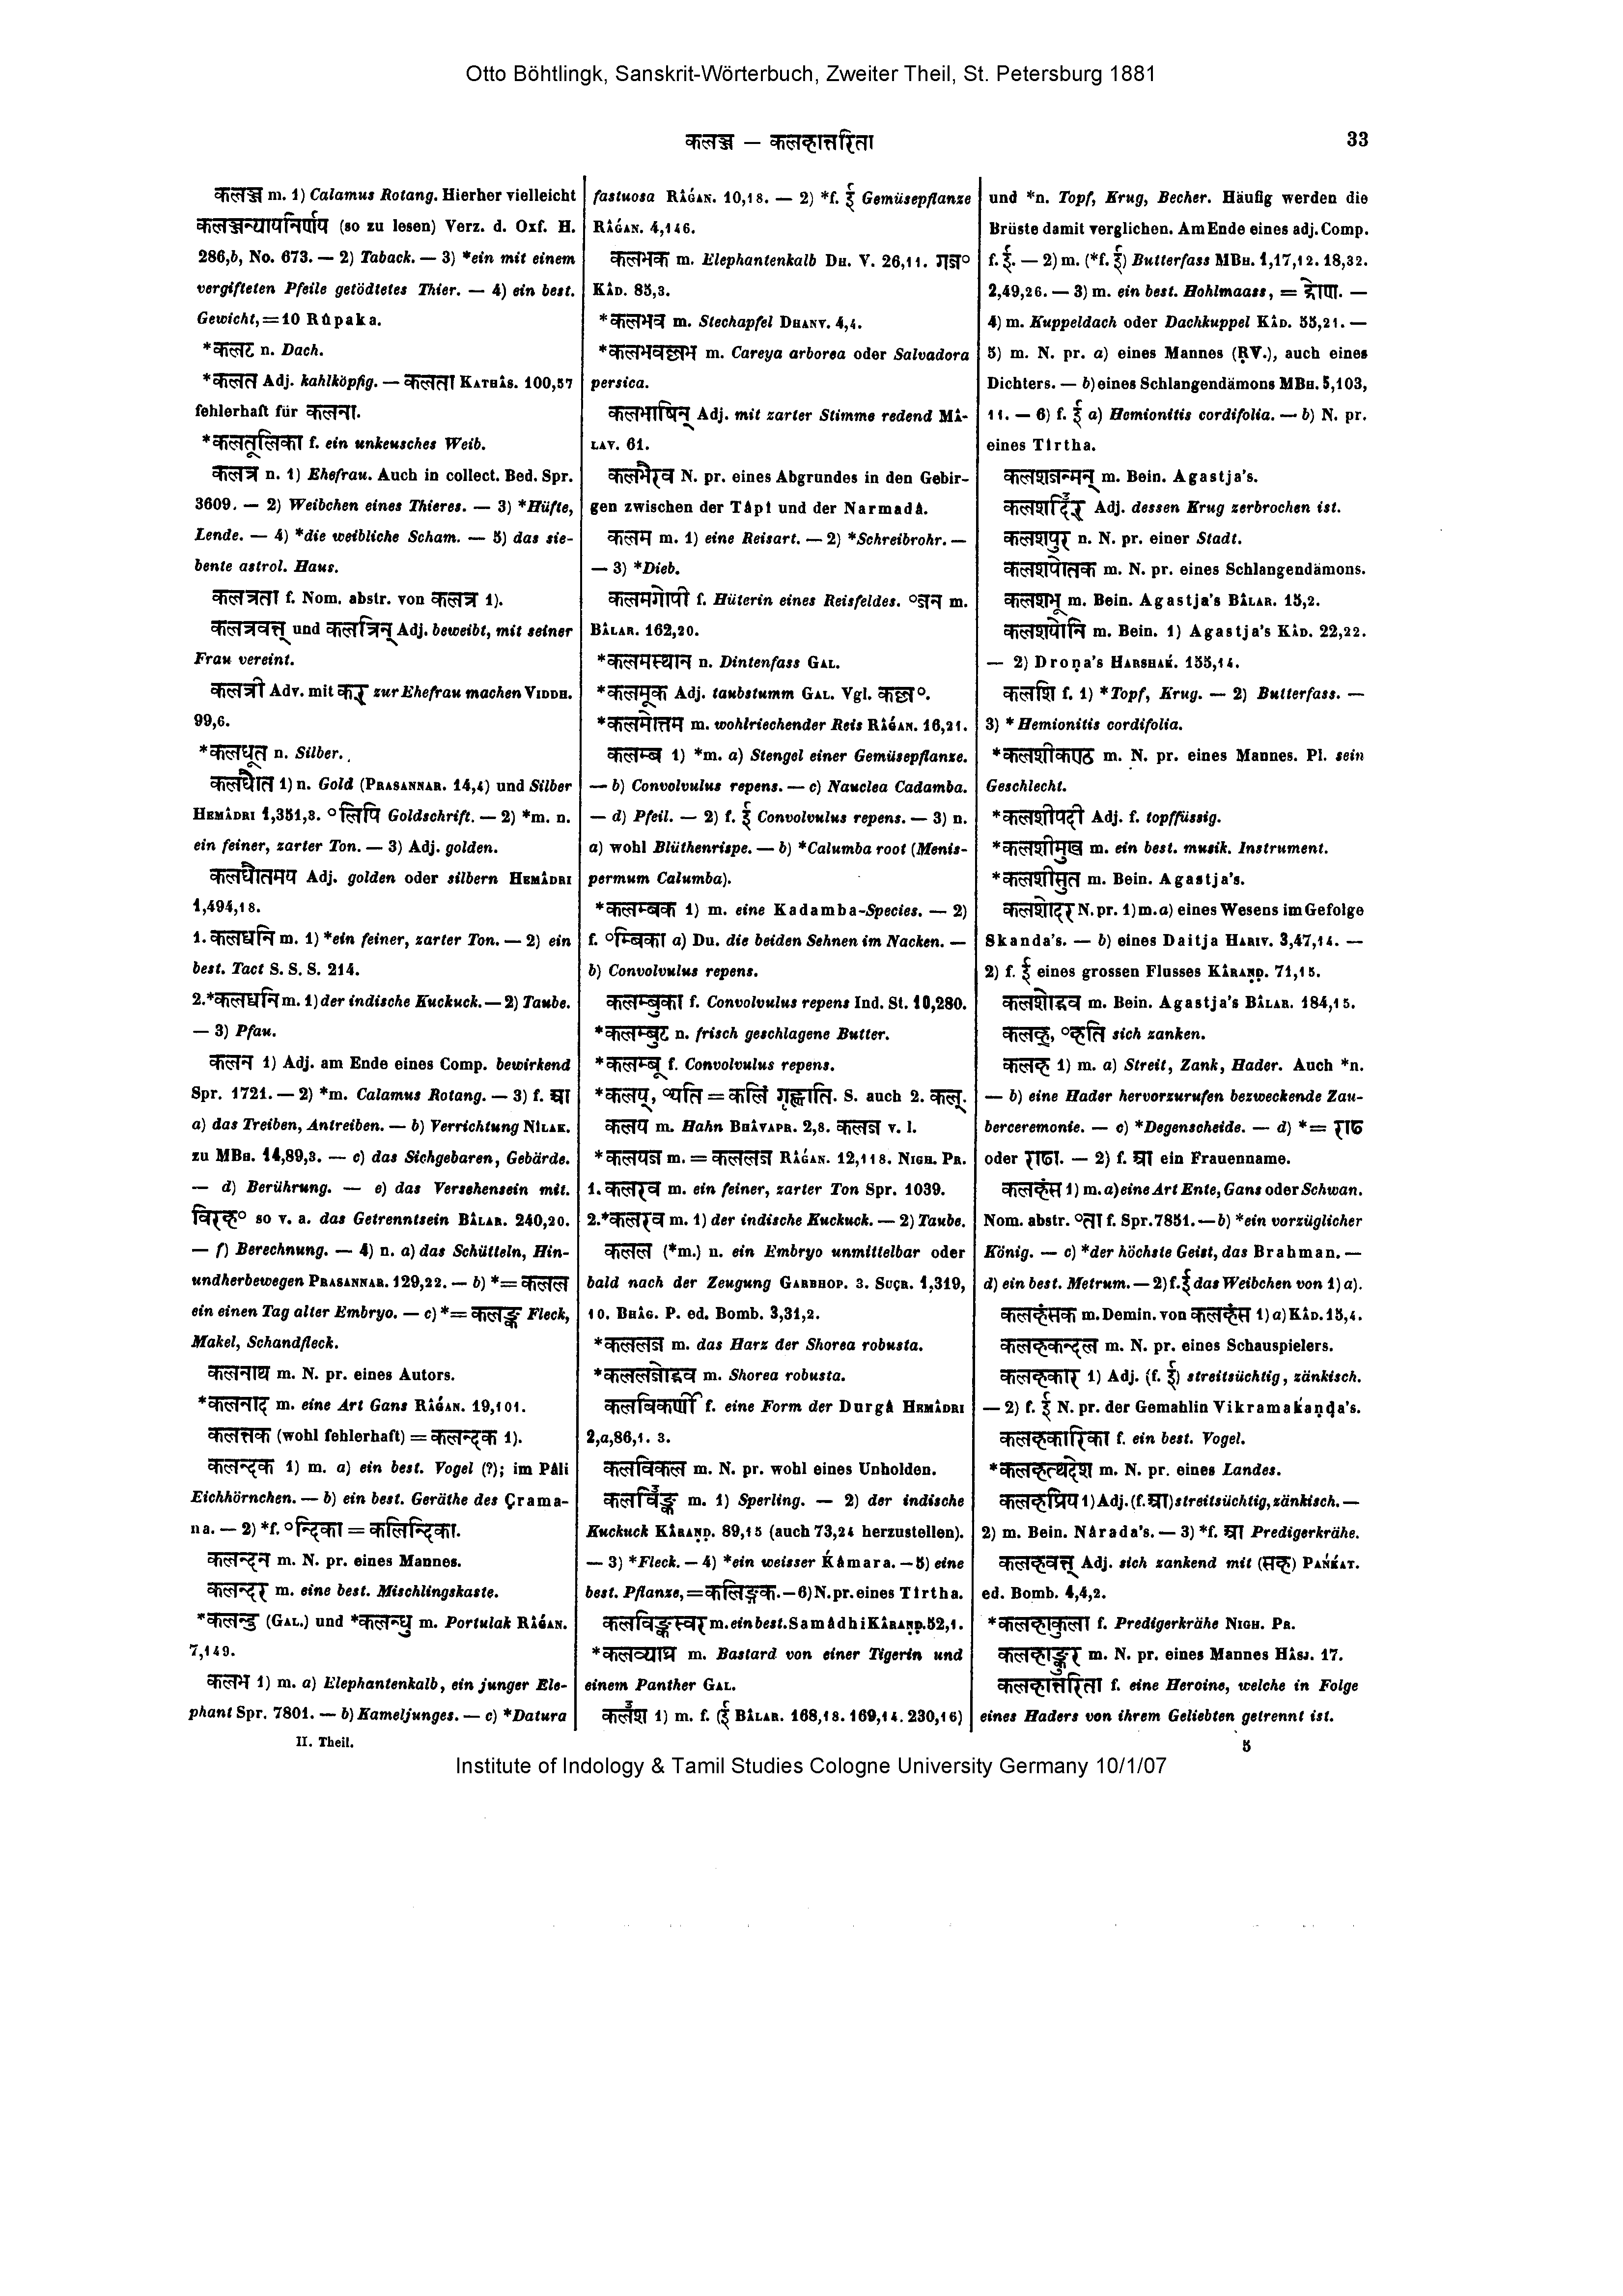 Otto Böhtlingk, Sanskrit-Wörterbuch, Zweiter Theil, St. Petersburg 1881
कलञ्ज — कलहान्तरिता
33
कलञ्ज m. 1) Calamus Rotang. Hierher vielleicht
कलञ्जन्यायनिर्णय (so zu lesen) Verz. d. Oxf. H.
286,b, No. 673. — 2) Taback. — 3) *ein mit einem
vergifteten Pfeile getödtetes Thier. — 4) ein best.
Gewicht, = 10 Rûpaka.
*कलट n. Dach.
*कलत Adj. kahlköpfig. — कलता KATHÂS. 100,57
fehlerhaft für कलना.
*कलतूलिका f. ein unkeusches Weib.
कलत्र n. 1) Ehefrau. Auch in collect. Bed. Spr.
3609. — 2) Weibchen eines Thieres. — 3) *Hüfte,
Lende. — 4) *die weibliche Scham. — 5) das sie-
bente astrol. Haus.
कलत्रता f. Nom. abstr. von कलत्र 1).
कलत्रवत् und कलत्रिन् Adj. beweibt, mit seiner
Frau vereint.
कलत्री Adv. mit कर् zur Ehefrau machen VIDDH.
99,6.
*कलधूत n. Silber.
कलधौत 1) n. Gold (PRASANNAR. 14,4) und Silber
HEMÂDRI 1,351,3. °लिपि Goldschrift. — 2) *m. n.
ein feiner, zarter Ton. — 3) Adj. golden.
कलधौतमय Adj. golden oder silbern HEMÂDRI
1,494,18.
1. कलध्वनि m. 1) *ein feiner, zarter Ton. — 2) ein
best. Tact S. S. S. 214.
2.*कलध्वनि m. 1) der indische Kuckuck. — 2) Taube.
— 3) Pfau.
कलन 1) Adj. am Ende eines Comp. bewirkend
Spr. 1721. — 2) *m. Calamus Rotang. — 3) f. आ
a) das Treiben, Antreiben. — b) Verrichtung NÎLAK.
zu MBH. 14,89,3. — c) das Sichgebaren, Gebärde.
— d) Berührung. — e) das Versehensein mit.
विरह° so v. a. das Getrenntsein BÂLAR. 240,20.
— f) Berechnung. — 4) n. a) das Schütteln, Hin-
undherbewegen PRASANNAR. 129,22. — b) *= कलल
ein einen Tag alter Embryo. — c) *= कलङ्क Fleck,
Makel, Schandfleck.
कलनाथ m. N. pr. eines Autors.
*कलनाद m. eine Art Gans RÂǴAN. 19,101.
कलन्तक (wohl fehlerhaft) = कलन्दक 1).
कलन्दक 1) m. a) ein best. Vogel (?); im Pâli
Eichhörnchen. — b) ein best. Geräthe des Çrama-
na. — 2) *f. °न्दिका = कलिन्दिका.
कलन्दन m. N. pr. eines Mannes.
कलन्दर m. eine best. Mischlingskaste.
*कलन्डु (GAL.) und *कलन्धु m. Portulak RÂǴAN.
7,149.
कलभ 1) m. a) Elephantenkalb, ein junger Ele-
phant Spr. 7801. — b) Kameljunges. — c) *Datura
II. Theil.
fastuosa RÂǴAN. 10,18. — 2) *f. ई Gemüsepflanze
RÂǴAN. 4,146.
कलभक m. Elephantenkalb DH. V. 26,11. गज°
KÂD. 85,3.
*कलभव m. Stechapfel DHANV. 4,4.
*कलभवल्लभ m. Careya arborea oder Salvadora
persica.
कलभाषिन् Adj. mit zarter Stimme redend MÂ-
LAV. 61.
कलभैरव N. pr. eines Abgrundes in den Gebir-
gen zwischen der Tâpî und der Narmadâ.
कलम m. 1) eine Reisart. — 2) *Schreibrohr. —
— 3) *Dieb.
कलमगोपी f. Hüterin eines Reisfeldes. °जन m.
BÂLAR. 162,20.
*कलमस्थान n. Dintenfass GAL.
*कलमूक Adj. taubstumm GAL. Vgl. कल्ल°.
*कलमोत्तम m. wohlriechender Reis RÂǴAN. 16,21.
कलम्ब 1) *m. a) Stengel einer Gemüsepflanze.
— b) Convolvulus repens. — c) Nauclea Cadamba.
— d) Pfeil. — 2) f. ई Convolvulus repens. — 3) n.
a) wohl Blüthenrispe. — b) *Calumba root (Menis-
permum Calumba).
*कलम्बक 1) m. eine Kadamba-Species. — 2)
f. °म्बिका a) Du. die beiden Sehnen im Nacken. —
b) Convolvulus repens.
कलम्बुका f. Convolvulus repens Ind. St. 10,280.
*कलम्बुट n. frisch geschlagene Butter.
*कलम्बू f. Convolvulus repens.
*कलय्, °यति = कलिं गृह्णाति. S. auch 2. कल्.
कलय m. Hahn BHÂVAPR. 2,8. कलज v. l.
*कलयज m. = कललज RÂǴAN. 12,118. NIGH. PR.
1. कलरव m. ein feiner, zarter Ton Spr. 1039.
2.*कलरव m. 1) der indische Kuckuck. — 2) Taube.
कलल (*m.) n. ein Embryo unmittelbar oder
bald nach der Zeugung GARBHOP. 3. SUÇR. 1,319,
10. BHÂG. P. ed. Bomb. 3,31,2.
*कललज m. das Harz der Shorea robusta.
*कललजोद्भव m. Shorea robusta.
कलविकर्णी f. eine Form der Durgâ HEMÂDRI
2,a,86,1. 3.
कलविकल m. N. pr. wohl eines Unholden.
कलविङ्क m. 1) Sperling. — 2) der indische
Kuckuck KÂRAṆḌ. 89,15 (auch 73,24 herzustellen).
— 3) *Fleck. — 4) *ein weisser Ḱâmara. — 5) eine
best. Pflanze, = कलिङ्गक. — 6) N. pr. eines Tîrtha.
कलविङ्कस्वर m. ein best. Samâdhi KÂRAṆḌ. 52,1.
*कलव्याघ्र m. Bastard von einer Tigerin und
einem Panther GAL.
कलश 1) m. f. (ई BÂLAR. 168,18. 169,14. 230,16)
und *n. Topf, Krug, Becher. Häufig werden die
Brüste damit verglichen. Am Ende eines adj. Comp.
f. ई. — 2) m. (*f. ई) Butterfass MBH. 1,17,12. 18,32.
2,49,26. — 3) m. ein best. Hohlmaass, = द्रोण. —
4) m. Kuppeldach oder Dachkuppel KÂD. 55,21. —
5) m. N. pr. a) eines Mannes (ṚV.), auch eines
Dichters. — b) eines Schlangendämons MBH. 5,103,
11. — 6) f. ई a) Hemionitis cordifolia. — b) N. pr.
eines Tîrtha.
कलशजन्मन् m. Bein. Agastja's.
कलशदिर् Adj. dessen Krug zerbrochen ist.
कलशपुर n. N. pr. einer Stadt.
कलशपोतक m. N. pr. eines Schlangendämons.
कलशभू m. Bein. Agastja's BÂLAR. 15,2.
कलशयोनि m. Bein. 1) Agastja's KÂD. 22,22.
— 2) Droṇa's HARSHAḰ. 155,14.
कलशि f. 1) *Topf, Krug. — 2) Butterfass. —
3) * Hemionitis cordifolia.
*कलशीकण्ठ m. N. pr. eines Mannes. Pl. sein
Geschlecht.
*कलशीपदी Adj. f. topffüssig.
*कलशीमुख m. ein best. musik. Instrument.
*कलशीसुत m. Bein. Agastja's.
कलशोदर N. pr. 1) m. a) eines Wesens im Gefolge
Skanda's. — b) eines Daitja HARIV. 3,47,14. —
2) f. ई eines grossen Flusses KÂRAṆḌ. 71,15.
कलशोद्भव m. Bein. Agastja's BÂLAR. 184,15.
कलह्, °हति sich zanken.
कलह 1) m. a) Streit, Zank, Hader. Auch *n.
— b) eine Hader hervorzurufen bezweckende Zau-
berceremonie. — c) *Degenscheide. — d) *= राढ
oder राढा. — 2) f. आ ein Frauenname.
कलहंस 1) m. a) eine Art Ente, Gans oder Schwan.
Nom. abstr. °ता f. Spr. 7851. — b) *ein vorzüglicher
König. — c) *der höchste Geist, das Brahman. —
d) ein best. Metrum. — 2) f. ई das Weibchen von 1) a).
कलहंसक m. Demin. von कलहंस 1) a) KÂD. 15,4.
कलहकन्दल m. N. pr. eines Schauspielers.
कलहकार 1) Adj. (f. ई) streitsüchtig, zänkisch.
— 2) f. ई N. pr. der Gemahlin Vikramaḱaṇḍa's.
कलहकारिका f. ein best. Vogel.
*कलहत्थदेश m. N. pr. eines Landes.
कलहप्रिय 1) Adj. (f. आ) streitsüchtig, zänkisch. —
2) m. Bein. Nârada's. — 3) *f. आ Predigerkrähe.
कलहवत् Adj. sich zankend mit (सह) PAŃḰAT.
ed. Bomb. 4,4,2.
*कलहाकुला f. Predigerkrähe NIGH. PR.
कलहाङ्कुर m. N. pr. eines Mannes HÂSJ. 17.
कलहान्तरिता f. eine Heroine, welche in Folge
eines Haders von ihrem Geliebten getrennt ist.
5
Institute of Indology & Tamil Studies Cologne University Germany 10/1/07